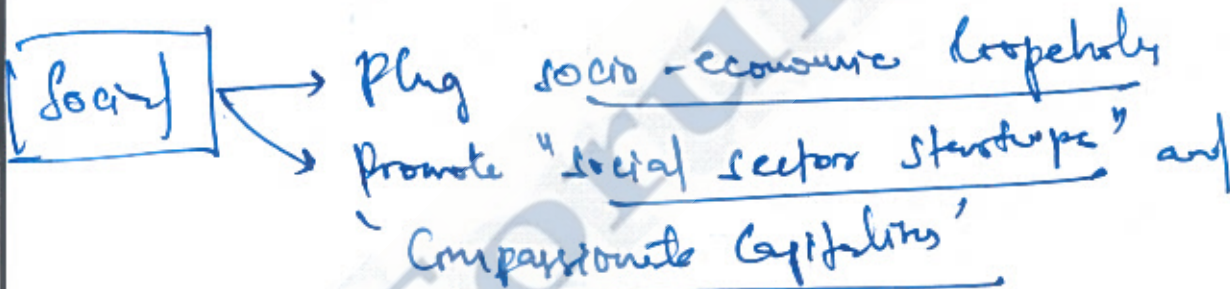 Social → Plug socio-economic loopholes
→ Promote "social sector startups" and
'Compassionate Capitalism'